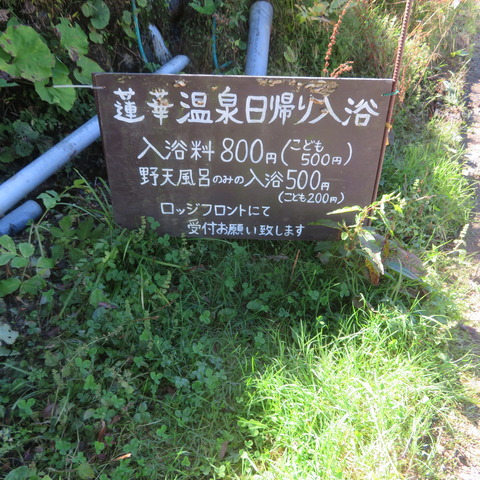 蓮華温泉日帰り入浴
入浴料800円(こども500円)
野天風呂のみの入浴500円
(こども200円)
ロッジフロントにて
受付お願い致します